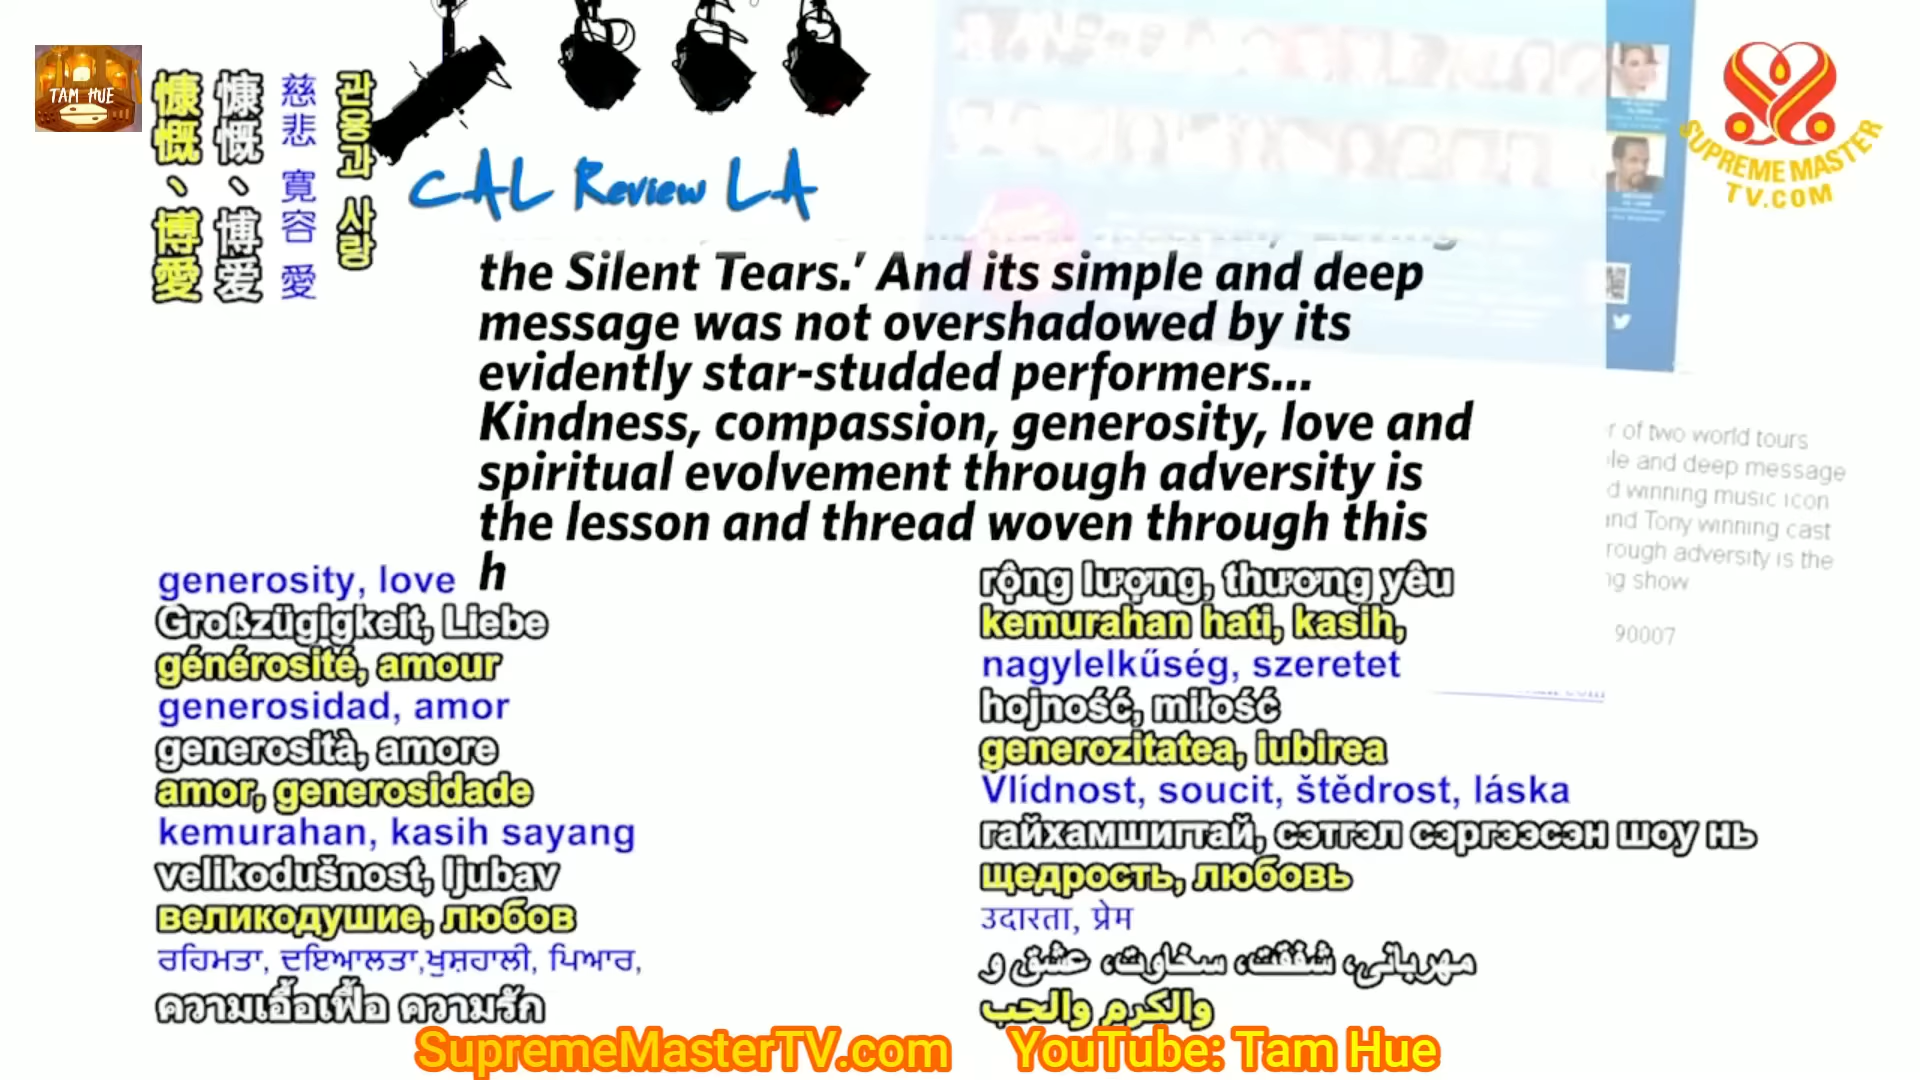 TAM HUE
慷慨、博愛
慷慨、博爱
慈悲 寛容 愛
관용과 사랑
CAL Review LA
SUPREME MASTER
TV.COM
the Silent Tears.' And its simple and deep
message was not overshadowed by its
evidently star-studded performers...
Kindness, compassion, generosity, love and
spiritual evolvement through adversity is
the lesson and thread woven through this
h
of two world tours
and deep message
winning music icon
and Tony winning cast
through adversity is the
show
90007
generosity, love
Großzügigkeit, Liebe
générosité, amour
generosidad, amor
generosità, amore
amor, generosidade
kemurahan, kasih sayang
velikodušnost, ljubav
великодушие, любов
ਰਹਿਮਤਾ, ਦਇਆਲਤਾ,ਖੁਸ਼ਹਾਲੀ, ਪਿਆਰ,
ความเอื้อเฟื้อ ความรัก
rộng lượng, thương yêu
kemurahan hati, kasih,
nagylelkűség, szeretet
hojność, miłość
generozitatea, iubirea
Vlídnost, soucit, štědrost, láska
гайхамшигтай, сэтгэл сэргээсэн шоу нь
щедрость, любовь
उदारता, प्रेम
مهربانی، شفقت، سخاوت، عشق و
والكرم والحب
SupremeMasterTV.com YouTube: Tam Hue